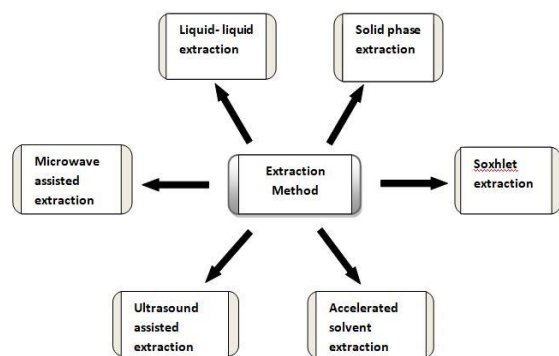 Liquid- liquid
extraction
Solid phase
extraction
Microwave
assisted
extraction
Extraction
Method
Soxhlet
extraction
Ultrasound
assisted
extraction
Accelerated
solvent
extraction